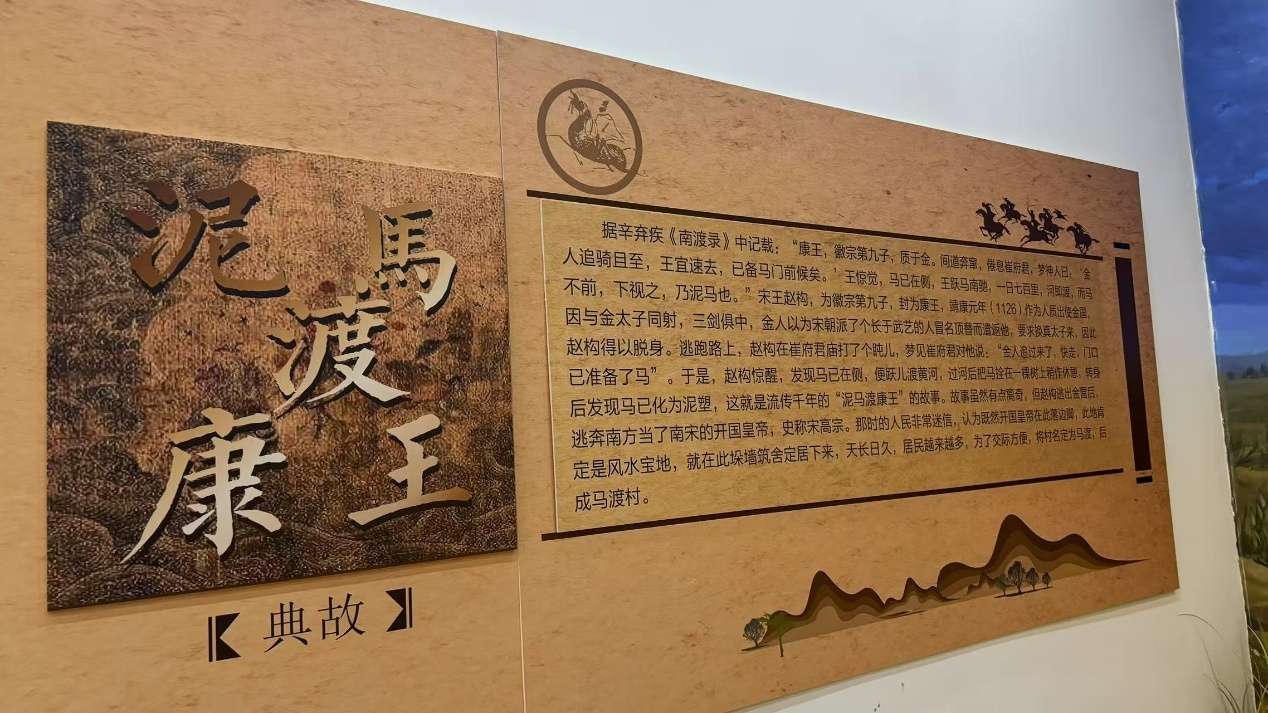 泥馬
渡
康王
典故
据辛弃疾《南渡录》中记载：“康王，徽宗第九子，质于金。间道奔窜，倦息崔府君，梦神人曰：‘金
人追骑且至，王宜速去，已备马门前候矣。’王惊觉，马已在侧，王跃马南驰，一日七百里，河即渡，而马
不前，下视之，乃泥马也。”宋王赵构，为徽宗第九子，封为康王，靖康元年（1126）作为人质出使金国，
因与金太子同射，三剑俱中，金人以为宋朝派了个长于武艺的人冒名顶替而遣返他，要求换真太子来，因此
赵构得以脱身。逃跑路上，赵构在崔府君庙打了个盹儿，梦见崔府君对他说：“金人追过来了，快走，门口
已准备了马”。于是，赵构惊醒，发现马已在侧，便跃儿渡黄河，过河后把马拴在一棵树上稍作休息，转身
后发现马已化为泥塑，这就是流传千年的“泥马渡康王”的故事。故事虽然有点离奇，但赵构逃出金营后，
逃奔南方当了南宋的开国皇帝，史称宋高宗。那时的人民非常迷信，认为既然开国皇帝在此落边脚，此地肯
定是风水宝地，就在此垛墙筑舍定居下来，天长日久，居民越来越多，为了交际方便，将村名定为马渡，后
成马渡村。